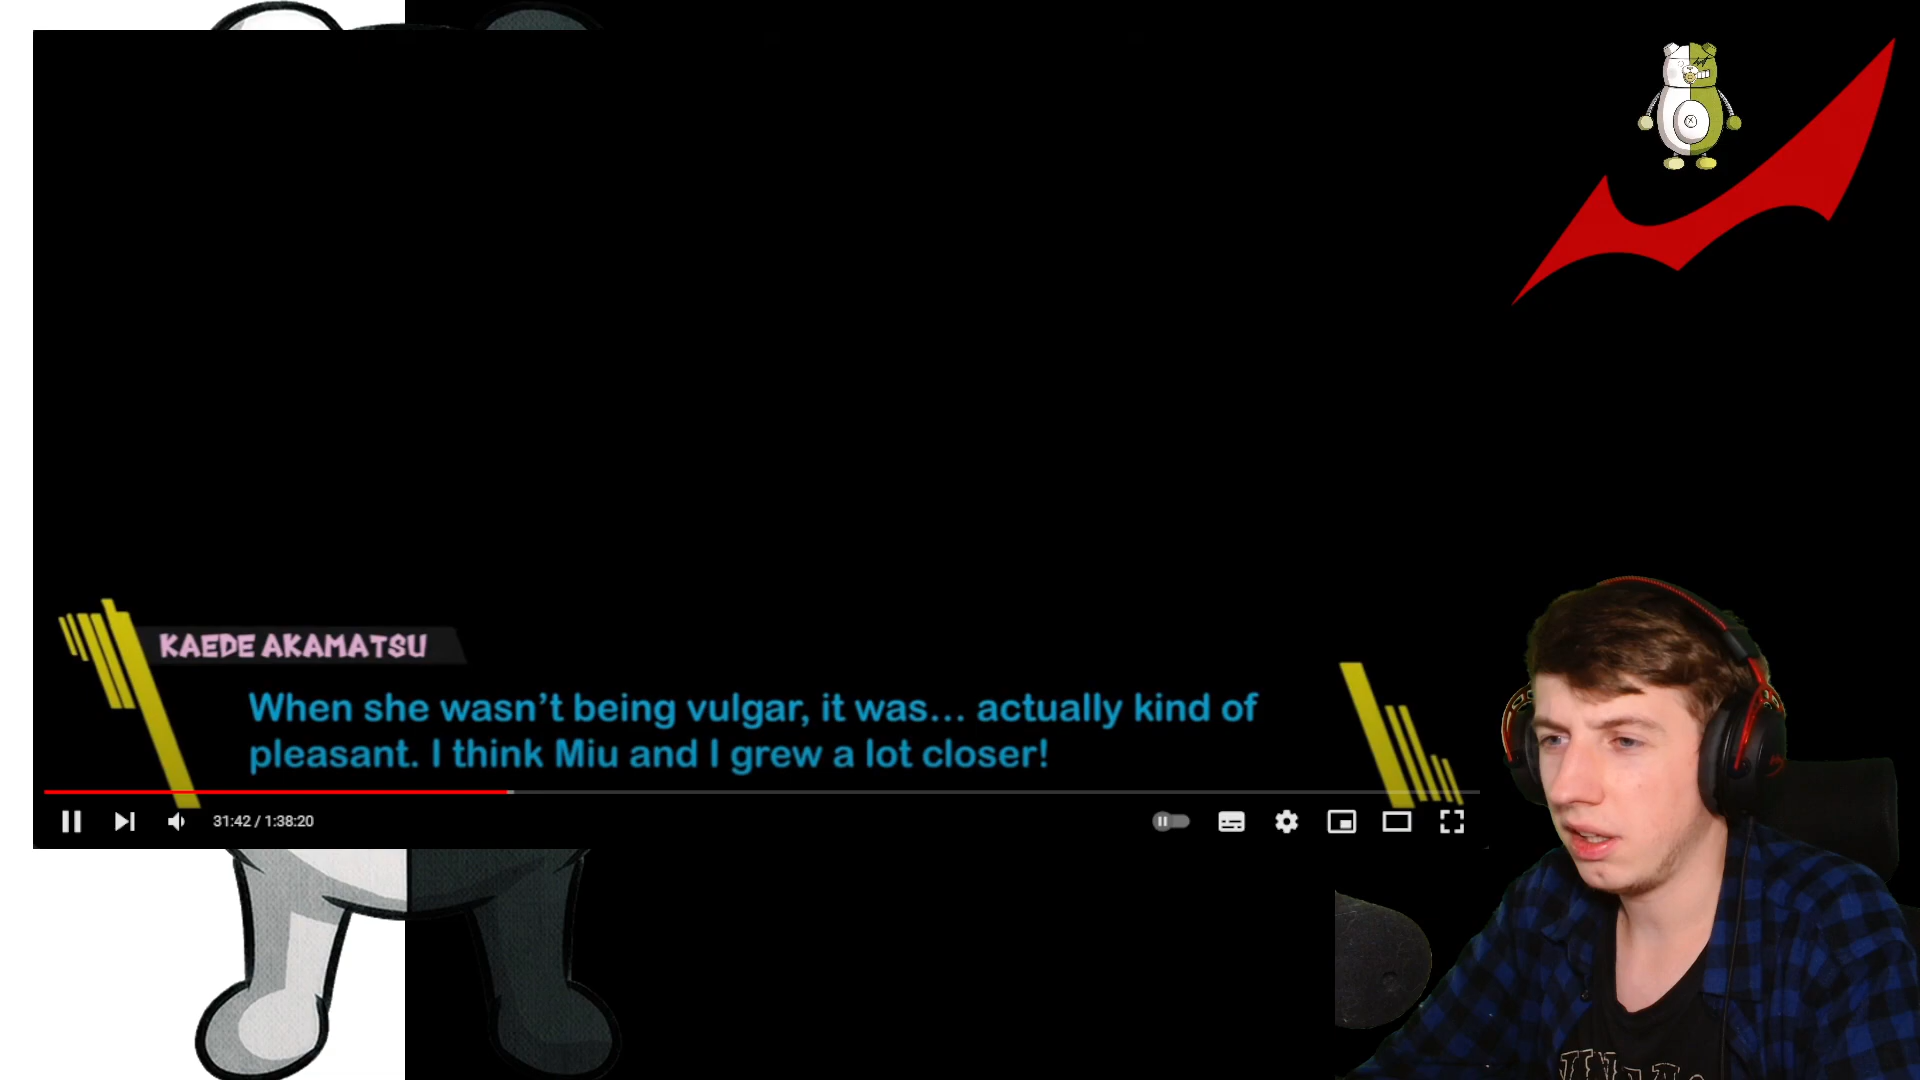 KAEDE AKAMATSU
When she wasn't being vulgar, it was... actually kind of
pleasant. I think Miu and I grew a lot closer!
31:42 / 1:38:20